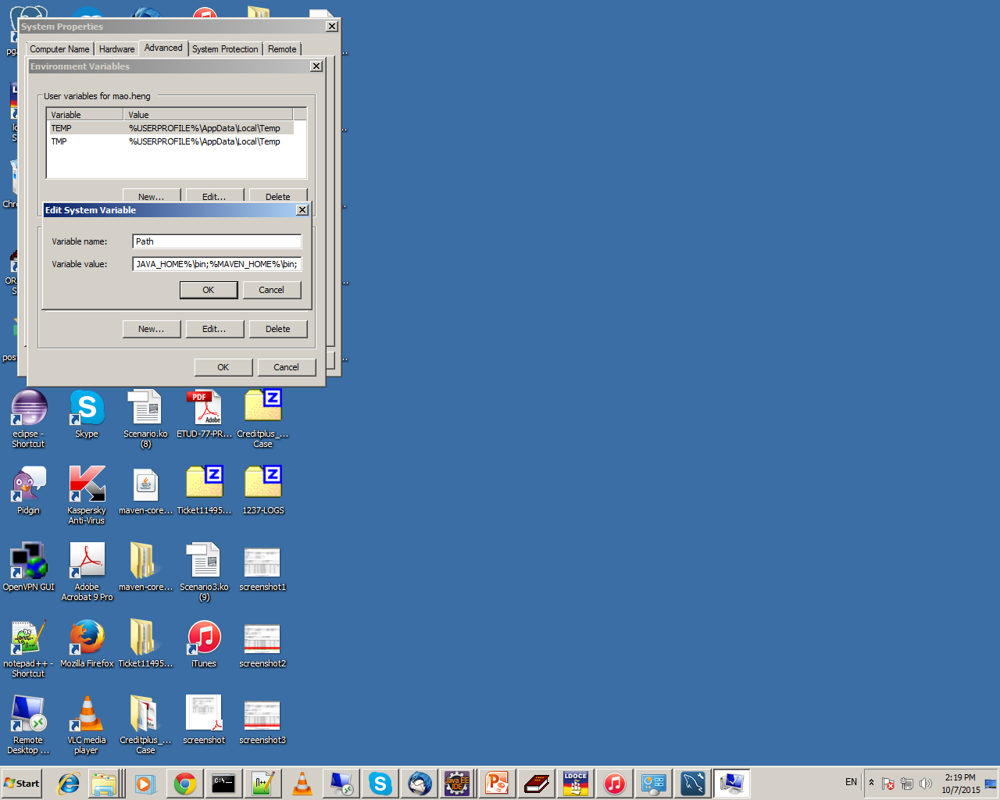 System Properties
Computer Name
Hardware
Advanced
System Protection
Remote
Environment Variables
User variables for mao.heng
Variable
Value
TEMP
%USERPROFILE%\AppData\Local\Temp
TMP
%USERPROFILE%\AppData\Local\Temp
New...
Edit...
Delete
Edit System Variable
Variable name:
Path
Variable value:
JAVA_HOME%\bin;%MAVEN_HOME%\bin;
OK
Cancel
New...
Edit...
Delete
OK
Cancel
eclipse -
Shortcut
Skype
Scenario.ko
(8)
ETUD-77-PR...
Creditplus_...
Case
Pidgin
Kaspersky
Anti-Virus
maven-core...
Ticket11495...
1237-LOGS
OpenVPN GUI
Adobe
Acrobat 9 Pro
maven-core...
Scenario3.ko
(9)
screenshot1
notepad++ -
Shortcut
Mozilla Firefox
Ticket11495...
iTunes
screenshot2
Remote
Desktop ...
VLC media
player
Creditplus_...
Case
screenshot
screenshot3
Start
EN
2:19 PM
10/7/2015